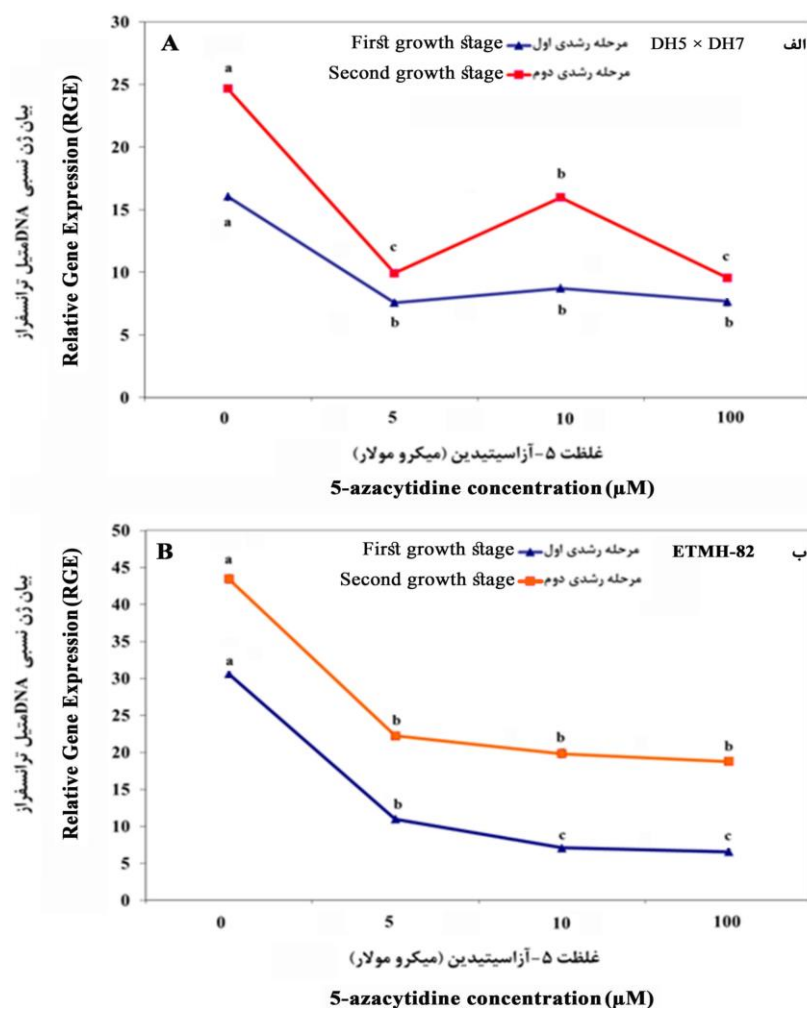 A First growth stage مرحله رشدی اول DH5 × DH7 الف
Second growth stage مرحله رشدی دوم
بیان ژن نسبی DNAمتیل ترانسفراز
Relative Gene Expression (RGE)
30
25
20
15
10
5
0
a
a
c
b
b
b
c
b
0 5 10 100
غلظت ۵-آزاسیتیدین (میکرو مولار)
5-azacytidine concentration (µM)
B First growth stage مرحله رشدی اول ETMH-82 ب
Second growth stage مرحله رشدی دوم
بیان ژن نسبی DNAمتیل ترانسفراز
Relative Gene Expression (RGE)
50
45
40
35
30
25
20
15
10
5
0
a
a
b
b
b
b
c
c
0 5 10 100
غلظت ۵-آزاسیتیدین (میکرو مولار)
5-azacytidine concentration (µM)